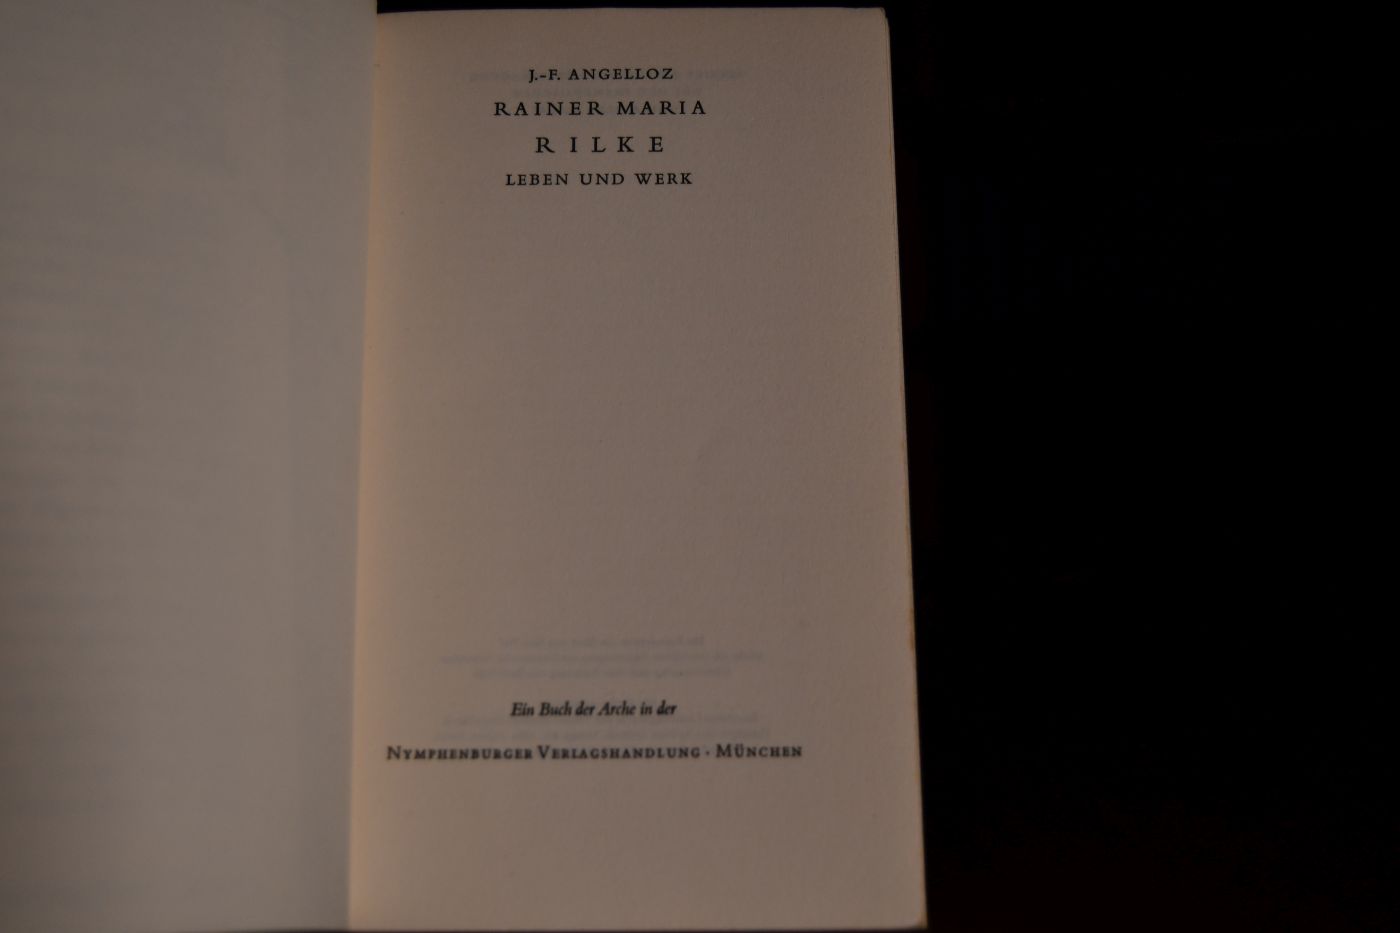 J.-F. ANGELLOZ
RAINER MARIA
RILKE
LEBEN UND WERK
Ein Buch der Arche in der
NYMPHENBURGER VERLAGSHANDLUNG · MÜNCHEN